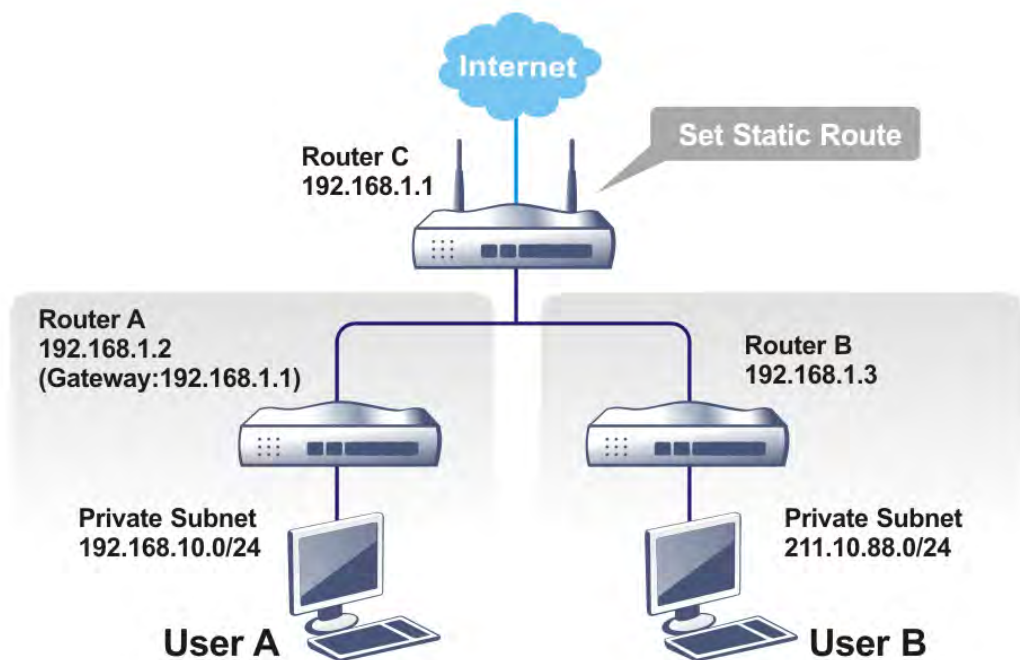 Internet
Set Static Route
Router C
192.168.1.1
Router A
192.168.1.2
(Gateway:192.168.1.1)
Router B
192.168.1.3
Private Subnet
192.168.10.0/24
Private Subnet
211.10.88.0/24
User A
User B